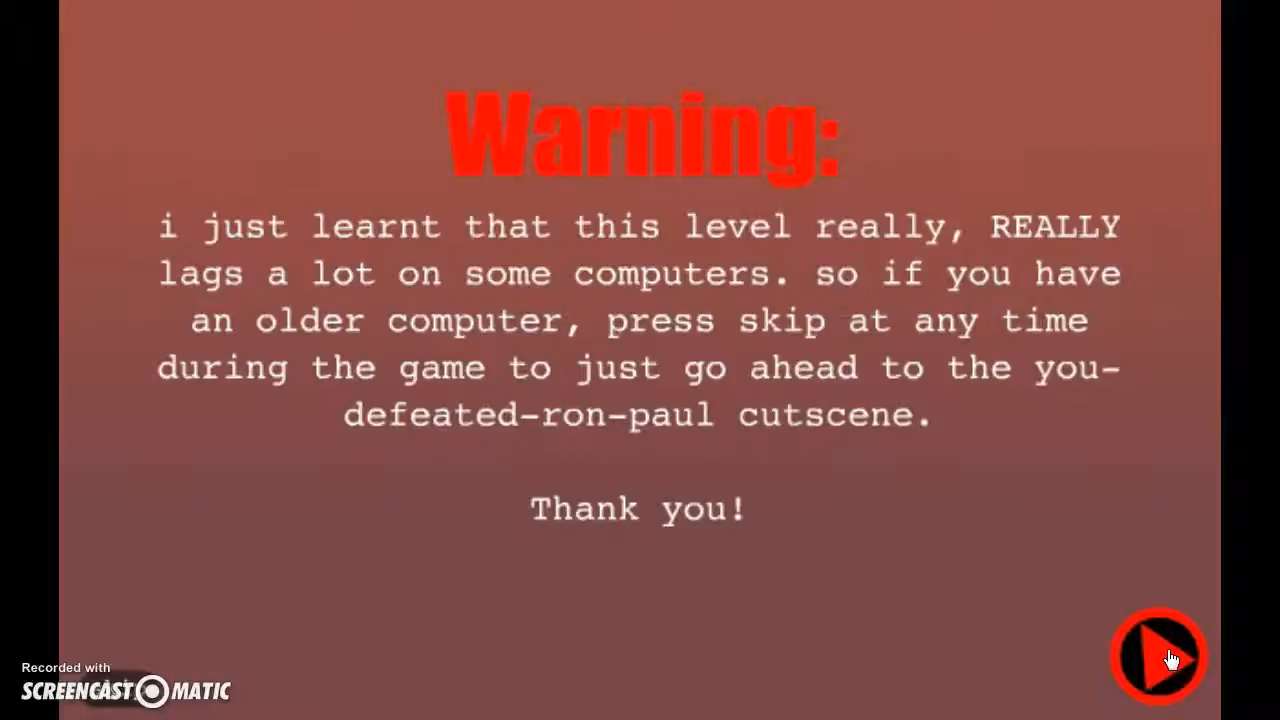 Warning:
i just learnt that this level really, REALLY
lags a lot on some computers. so if you have
an older computer, press skip at any time
during the game to just go ahead to the you-
defeated-ron-paul cutscene.
Thank you!
Recorded with
SCREENCAST MATIC